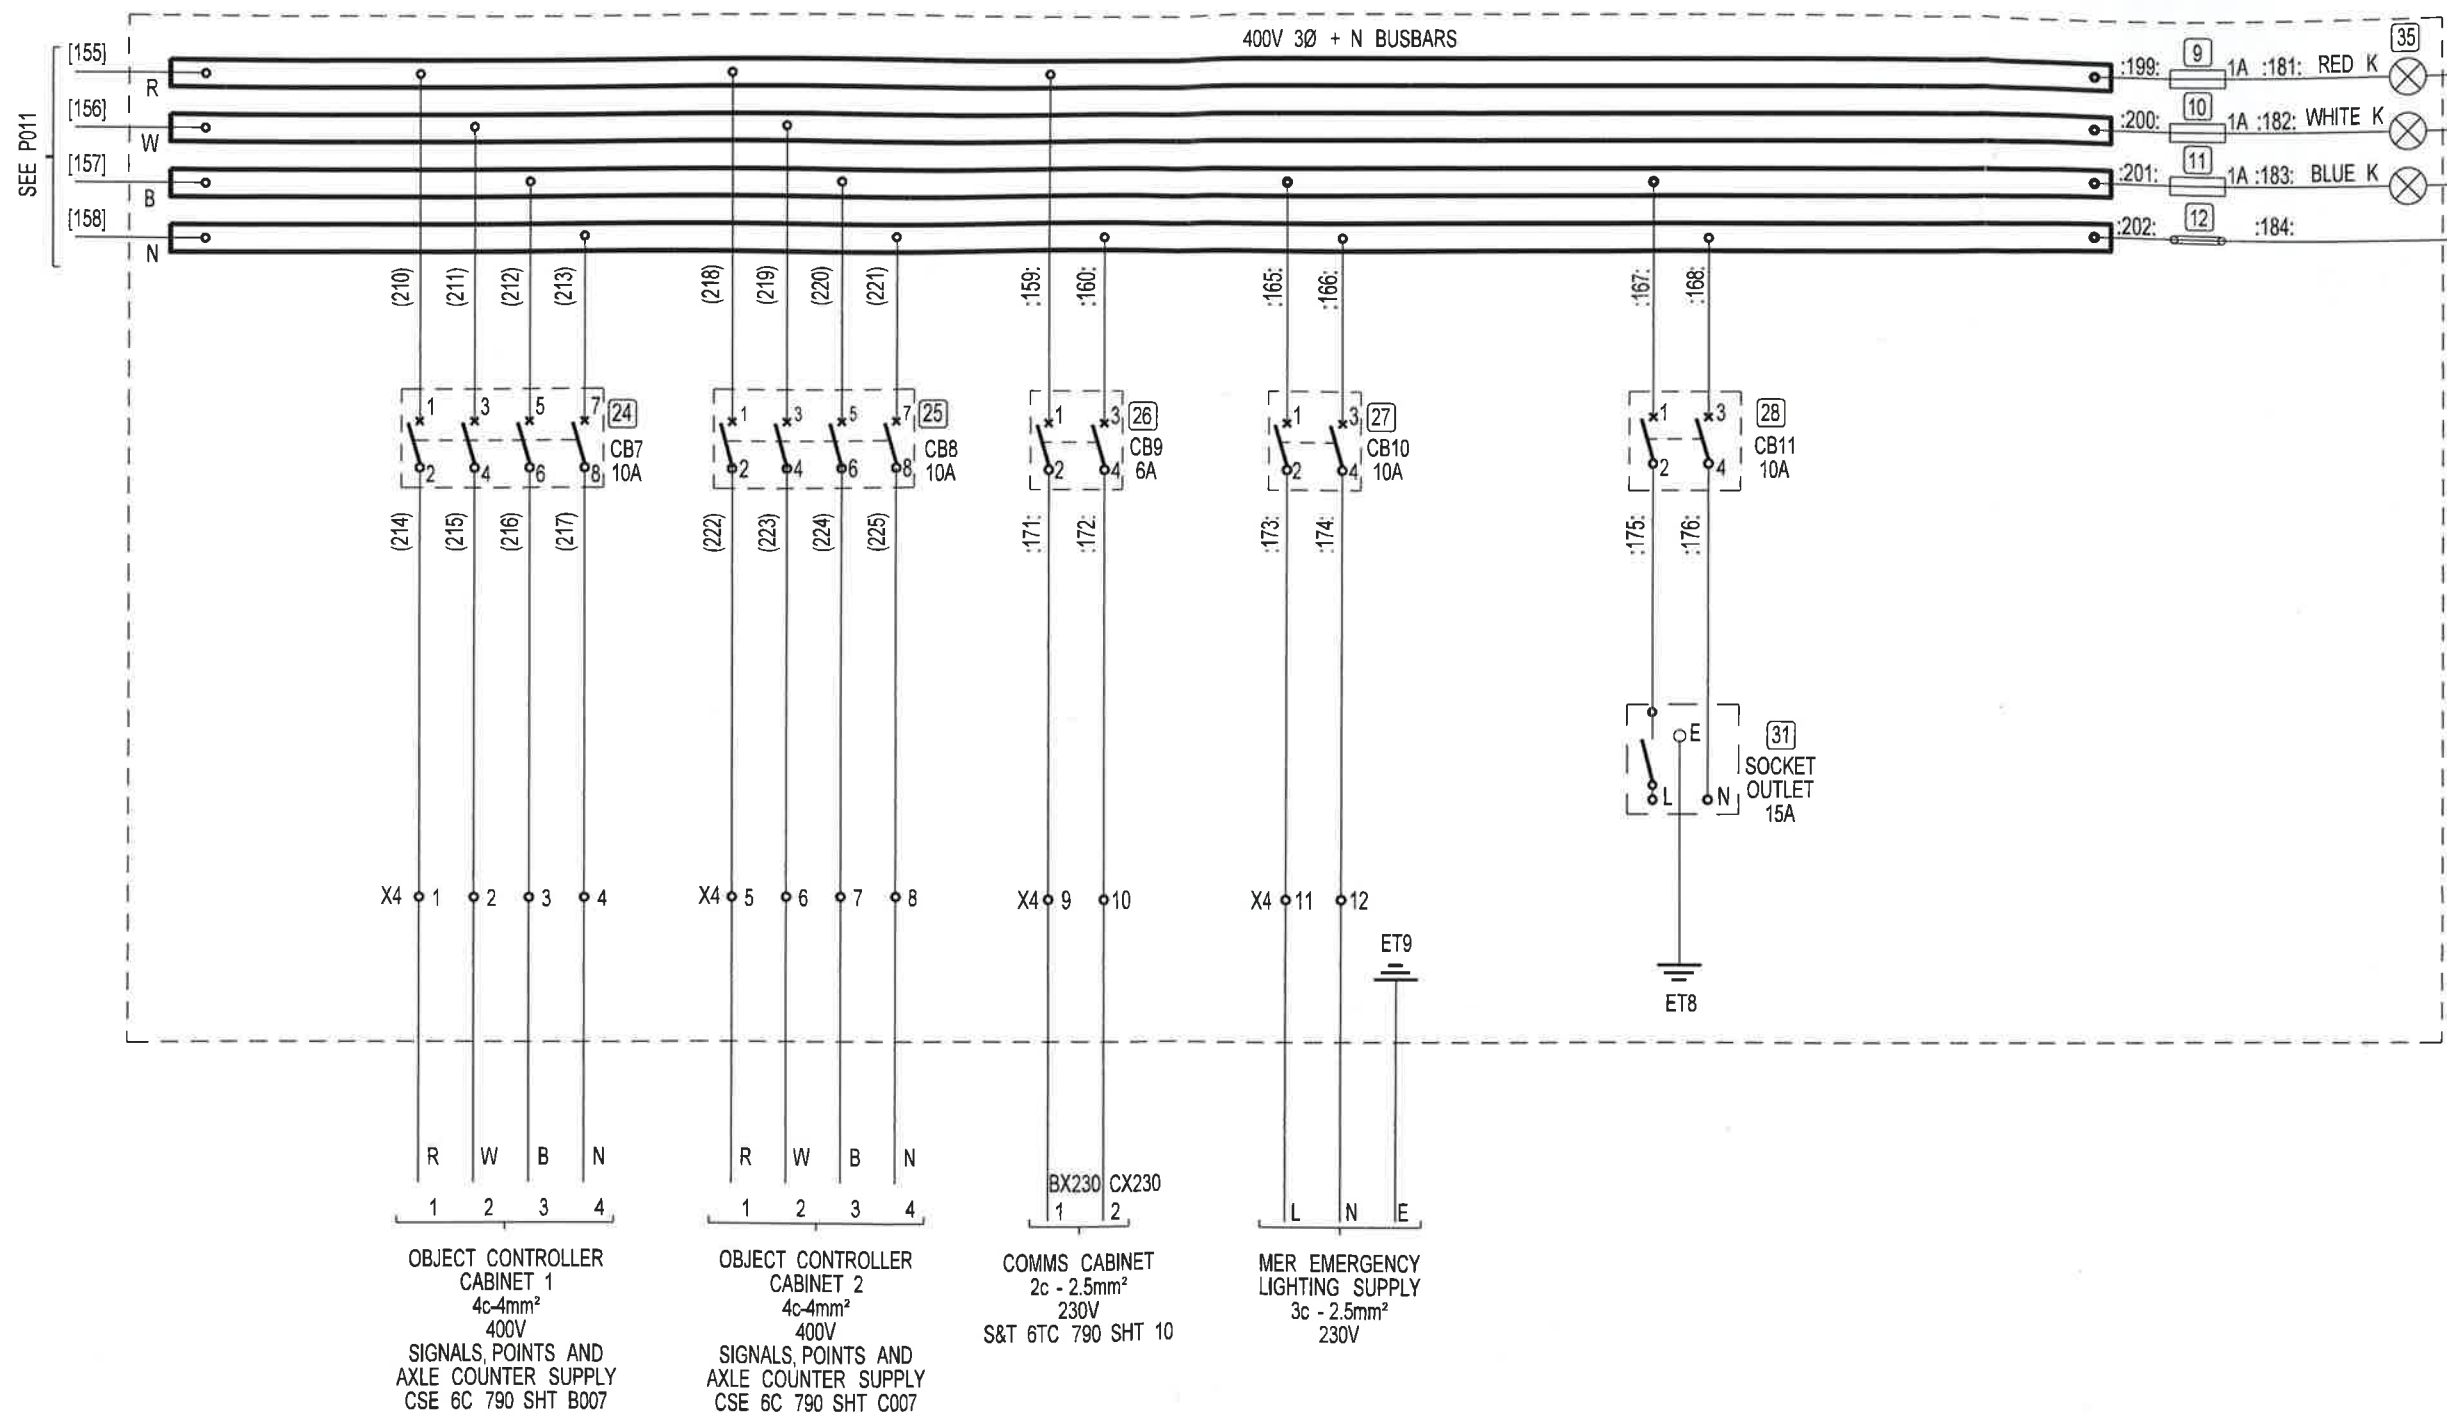 400V 3Ø + N BUSBARS
SEE P011
[155]
R
[156]
W
[157]
B
[158]
N
:199: 9 1A :181: RED K 35
:200: 10 1A :182: WHITE K
:201: 11 1A :183: BLUE K
:202: 12 :184:
(210) (211) (212) (213)
(218) (219) (220) (221)
:159: :160:
:165: :166:
:167: :168:
1 3 5 7 24
CB7
10A
2 4 6 8
1 3 5 7 25
CB8
10A
2 4 6 8
1 3 26
CB9
6A
2 4
1 3 27
CB10
10A
2 4
1 3 28
CB11
10A
2 4
(214) (215) (216) (217)
(222) (223) (224) (225)
:171: :172:
:173: :174:
:175: :176:
E 31
SOCKET
OUTLET
15A
L N
X4 1 2 3 4
X4 5 6 7 8
X4 9 10
X4 11 12
ET9
ET8
R W B N
1 2 3 4
OBJECT CONTROLLER
CABINET 1
4c-4mm²
400V
SIGNALS, POINTS AND
AXLE COUNTER SUPPLY
CSE 6C 790 SHT B007
R W B N
1 2 3 4
OBJECT CONTROLLER
CABINET 2
4c-4mm²
400V
SIGNALS, POINTS AND
AXLE COUNTER SUPPLY
CSE 6C 790 SHT C007
BX230 CX230
1 2
COMMS CABINET
2c - 2.5mm²
230V
S&T 6TC 790 SHT 10
L N E
MER EMERGENCY
LIGHTING SUPPLY
3c - 2.5mm²
230V